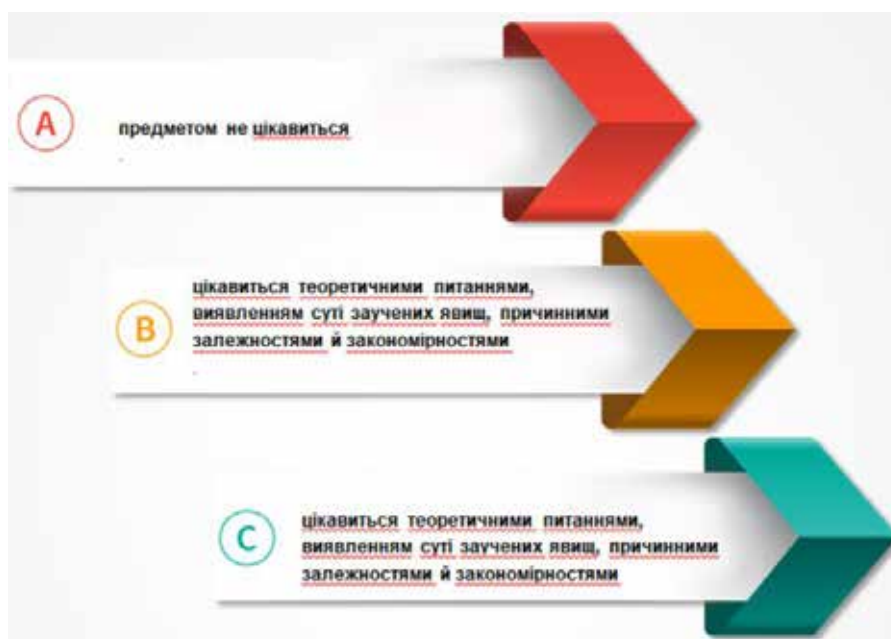 A
предметом не цікавиться
B
цікавиться теоретичними питаннями,
виявленням суті заучених явищ, причинними
залежностями й закономірностями
C
цікавиться теоретичними питаннями,
виявленням суті заучених явищ, причинними
залежностями й закономірностями